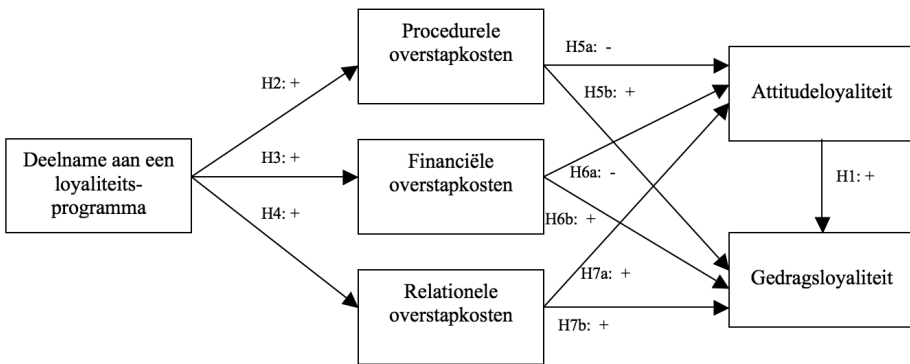 Deelname aan een
loyaliteits-
programma
H2: +
H3: +
H4: +
Procedurele
overstapkosten
Financiële
overstapkosten
Relationele
overstapkosten
H5a: -
H5b: +
H6a: -
H6b: +
H7a: +
H7b: +
Attitudeloyaliteit
H1: +
Gedragsloyaliteit